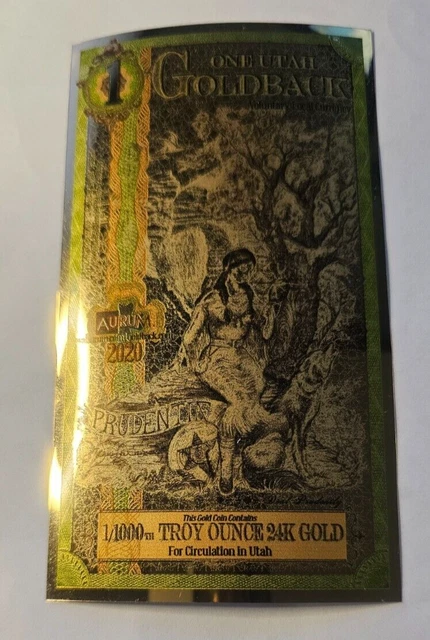 1
ONE UTAH
GOLDBACK
AURUM
2020
PRUDENTIA
This Gold Coin Contains
1/1000TH TROY OUNCE 24K GOLD
For Circulation in Utah